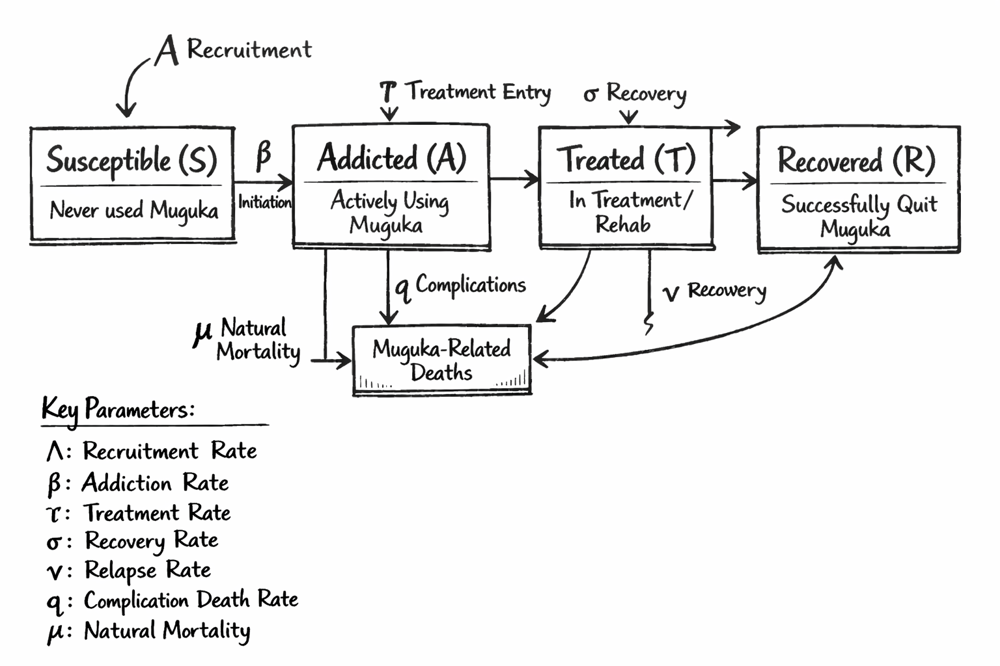 A Recruitment
τ Treatment Entry
σ Recovery
Susceptible (S)
Never used Muguka
β
Initiation
Addicted (A)
Actively Using
Muguka
Treated (T)
In Treatment/
Rehab
Recovered (R)
Successfully Quit
Muguka
q Complications
ν Recowery
μ Natural
Mortality
Muguka-Related
Deaths
Key Parameters:
Λ: Recruitment Rate
β: Addiction Rate
τ: Treatment Rate
σ: Recovery Rate
ν: Relapse Rate
q: Complication Death Rate
μ: Natural Mortality